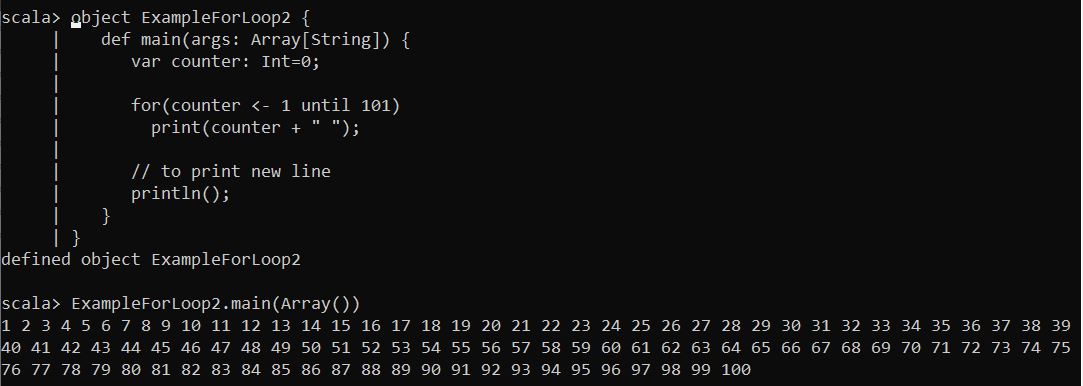 scala> object ExampleForLoop2 {
     |    def main(args: Array[String]) {
     |       var counter: Int=0;
     |
     |       for(counter <- 1 until 101)
     |         print(counter + " ");
     |
     |       // to print new line
     |       println();
     |    }
     | }
defined object ExampleForLoop2

scala> ExampleForLoop2.main(Array())
1 2 3 4 5 6 7 8 9 10 11 12 13 14 15 16 17 18 19 20 21 22 23 24 25 26 27 28 29 30 31 32 33 34 35 36 37 38 39
40 41 42 43 44 45 46 47 48 49 50 51 52 53 54 55 56 57 58 59 60 61 62 63 64 65 66 67 68 69 70 71 72 73 74 75
76 77 78 79 80 81 82 83 84 85 86 87 88 89 90 91 92 93 94 95 96 97 98 99 100